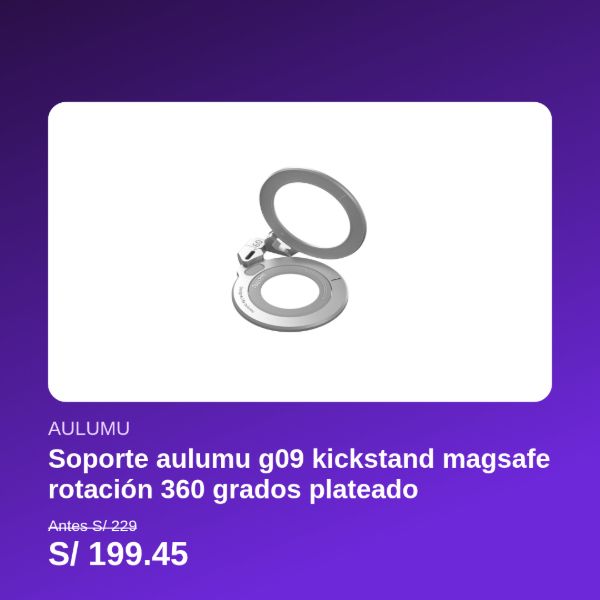 AULUMU
Soporte aulumu g09 kickstand magsafe
rotación 360 grados plateado
Antes S/ 229
S/ 199.45